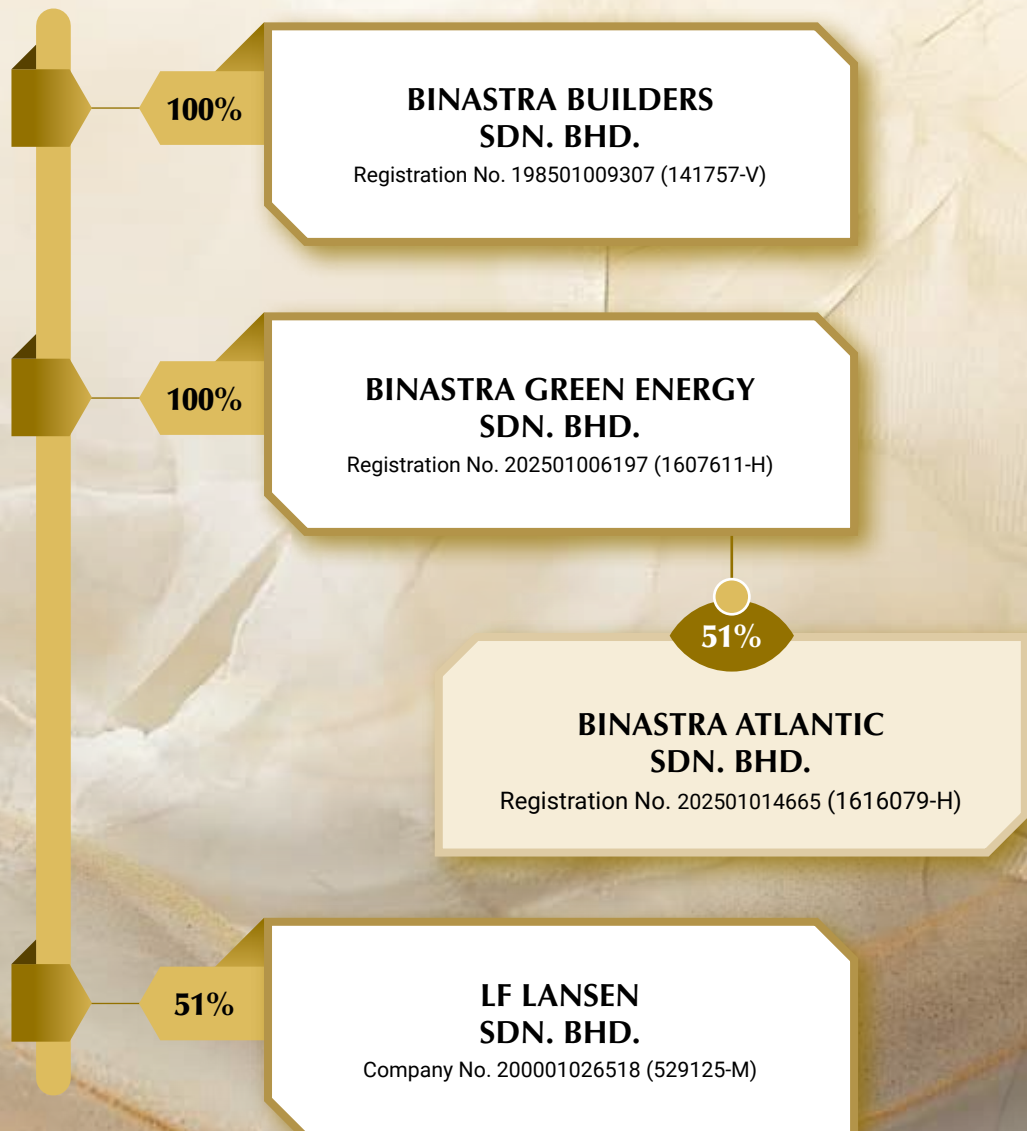 100%
BINASTRA BUILDERS
SDN. BHD.
Registration No. 198501009307 (141757-V)
100%
BINASTRA GREEN ENERGY
SDN. BHD.
Registration No. 202501006197 (1607611-H)
51%
BINASTRA ATLANTIC
SDN. BHD.
Registration No. 202501014665 (1616079-H)
51%
LF LANSEN
SDN. BHD.
Company No. 200001026518 (529125-M)